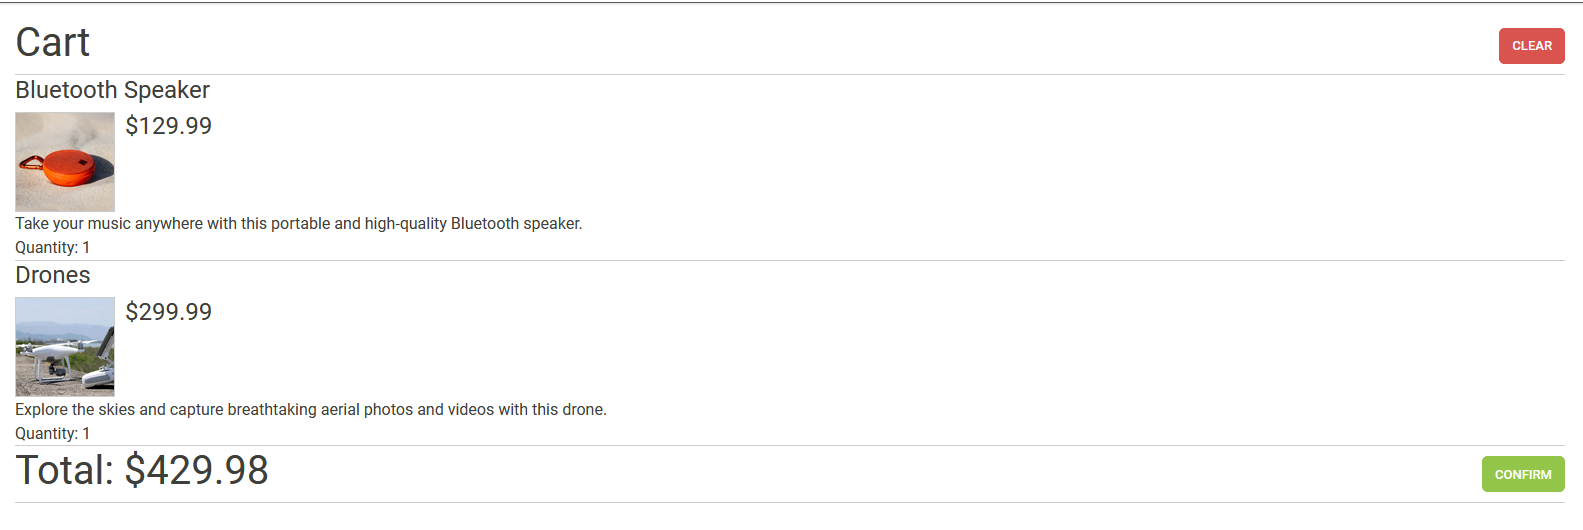 Cart
CLEAR
Bluetooth Speaker
$129.99
Take your music anywhere with this portable and high-quality Bluetooth speaker.
Quantity: 1
Drones
$299.99
Explore the skies and capture breathtaking aerial photos and videos with this drone.
Quantity: 1
Total: $429.98
CONFIRM